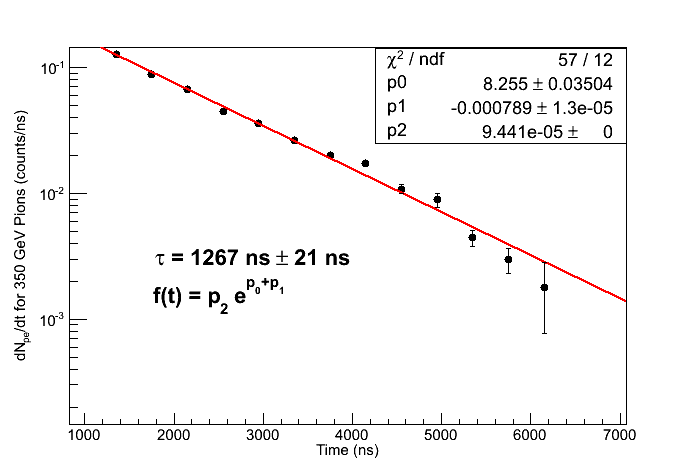 χ² / ndf 57 / 12
p0 8.255 ± 0.03504
p1 -0.000789 ± 1.3e-05
p2 9.441e-05 ± 0
10⁻¹
10⁻²
10⁻³
dN_pe/dt for 350 GeV Pions (counts/ns)
τ = 1267 ns ± 21 ns
f(t) = p₂ e^(p₀+p₁)
1000 2000 3000 4000 5000 6000 7000
Time (ns)